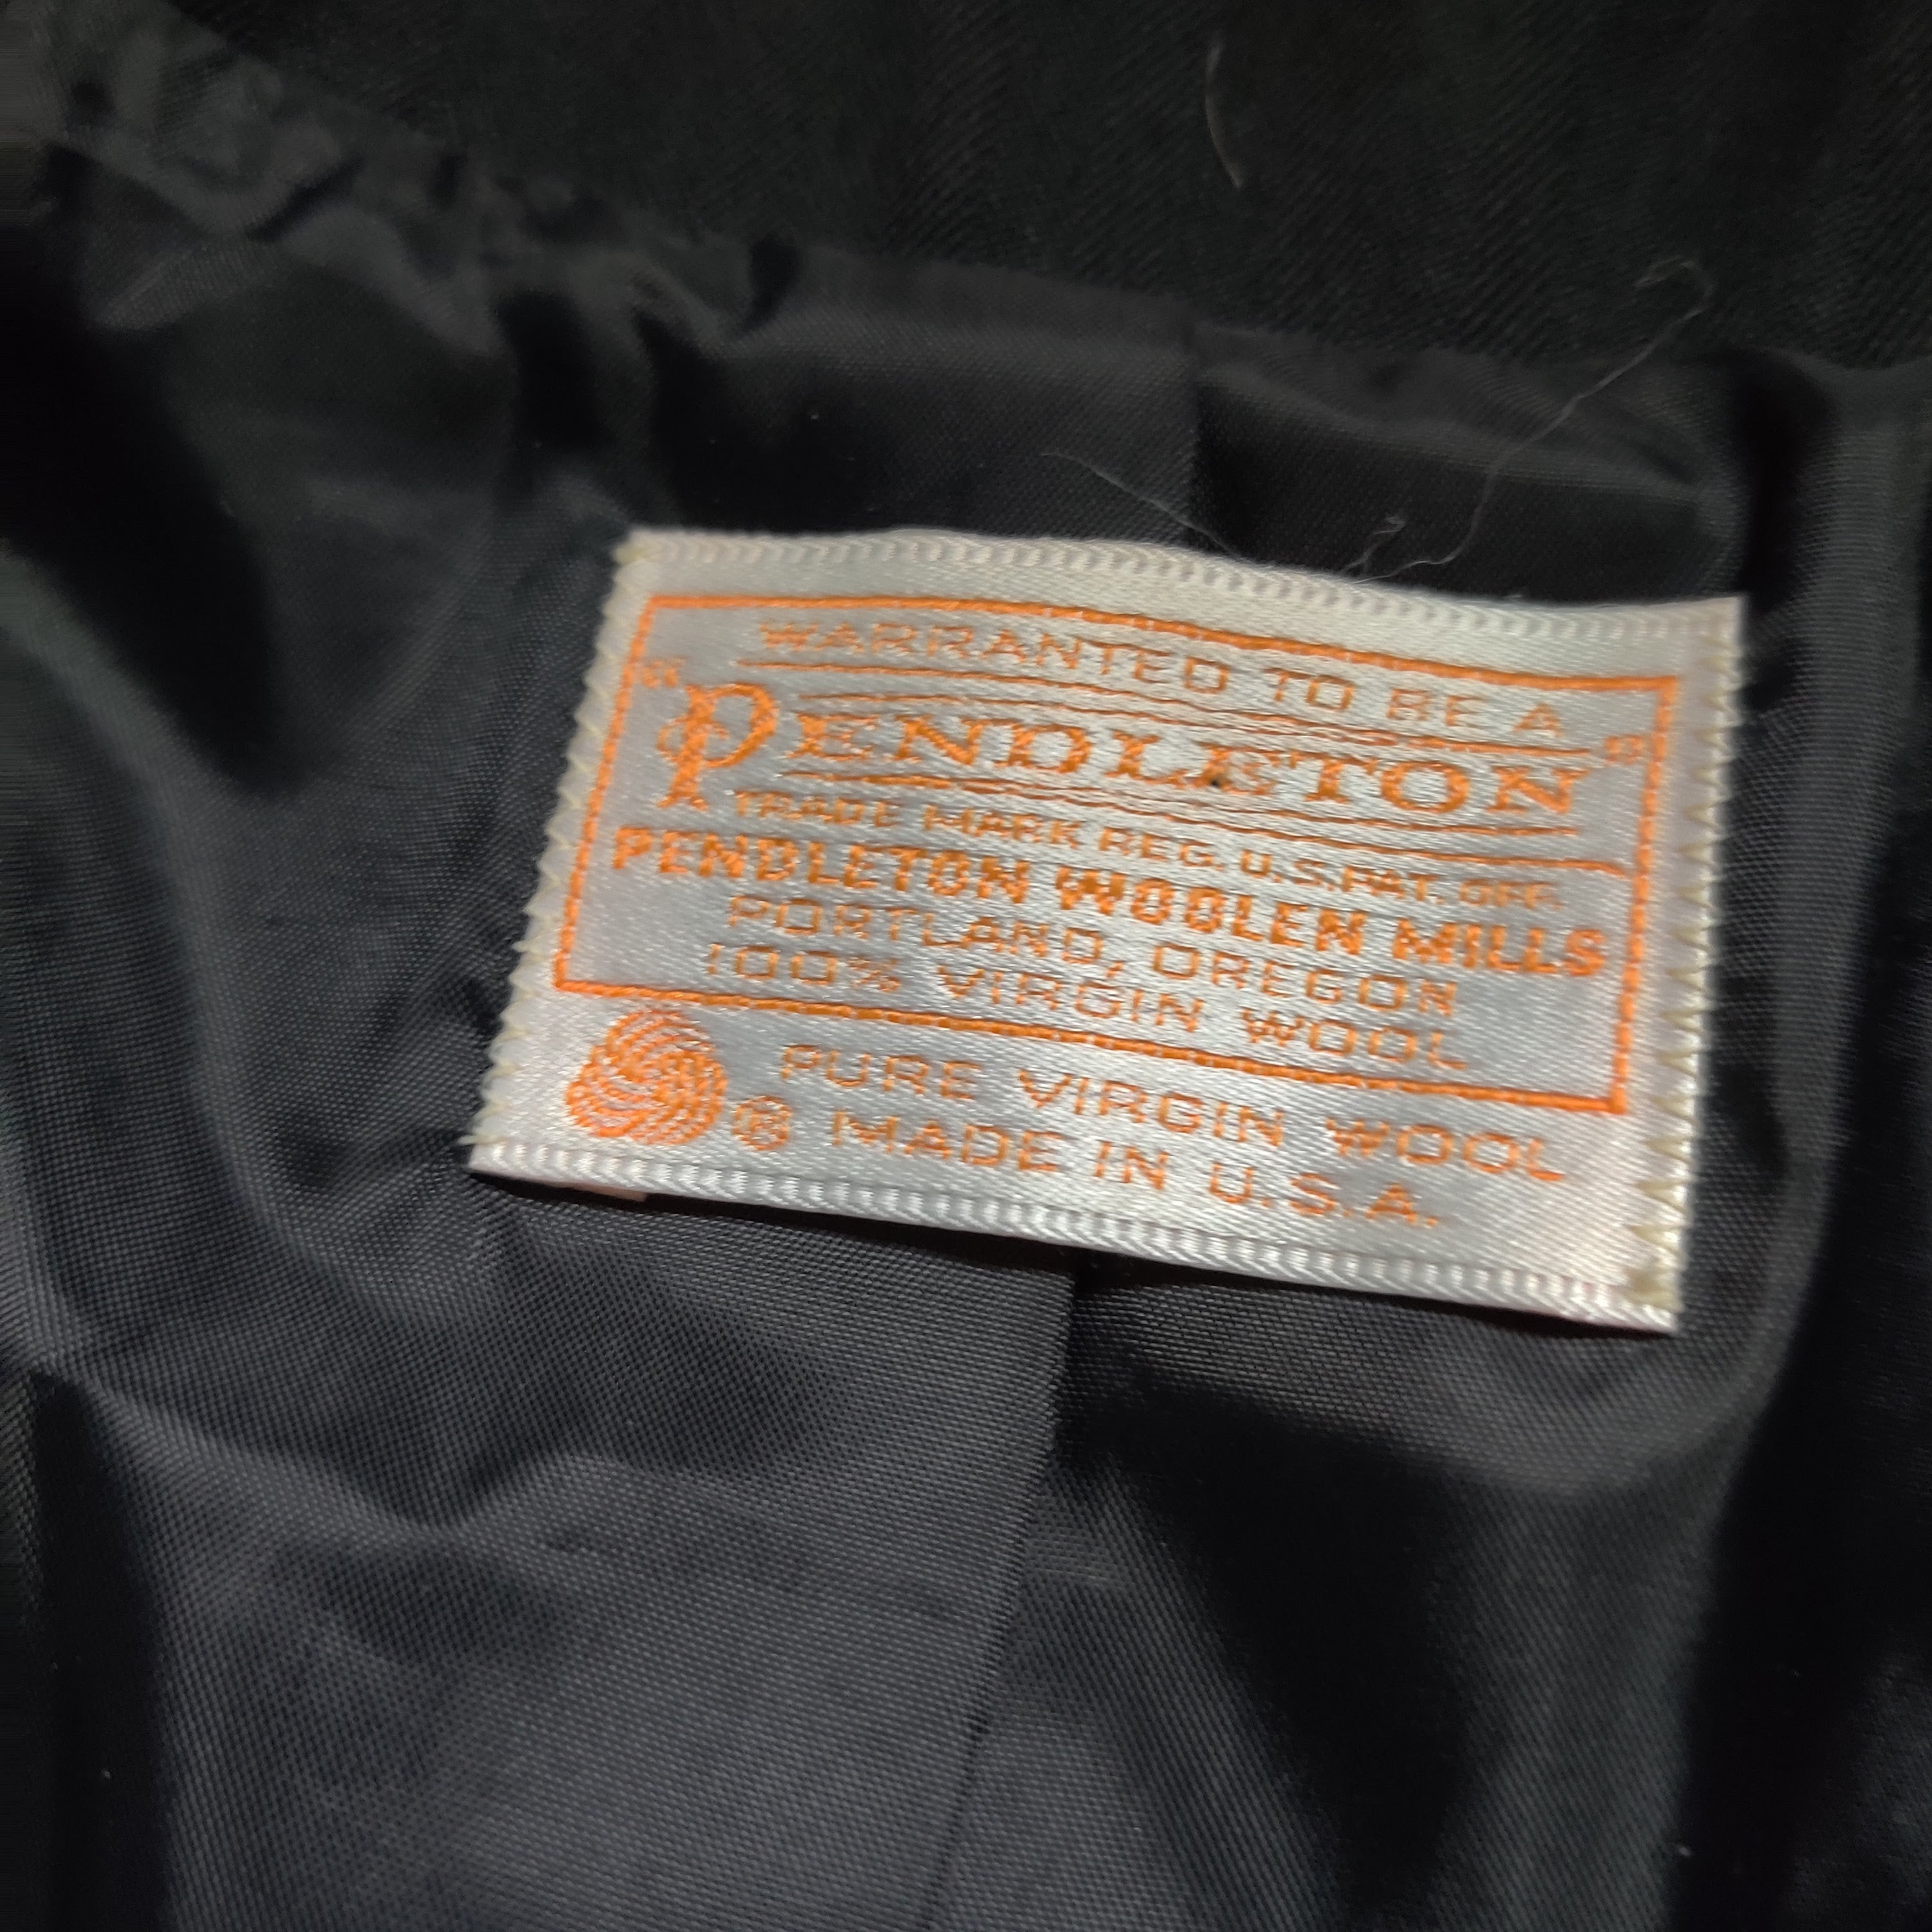 WARRANTED TO BE A
"PENDLETON"
TRADE MARK REG. U.S.PAT. OFF.
PENDLETON WOOLEN MILLS
PORTLAND, OREGON
100% VIRGIN WOOL
PURE VIRGIN WOOL
® MADE IN U.S.A.